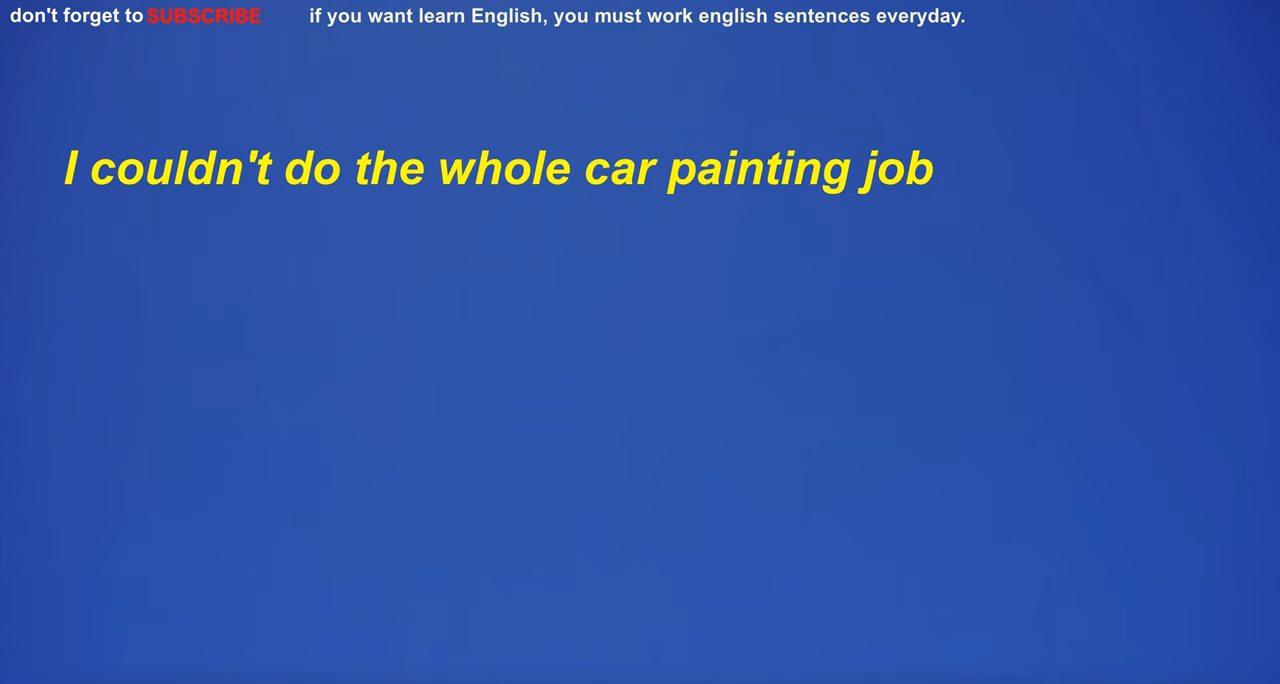 don't forget to SUBSCRIBE if you want learn English, you must work english sentences everyday.
I couldn't do the whole car painting job